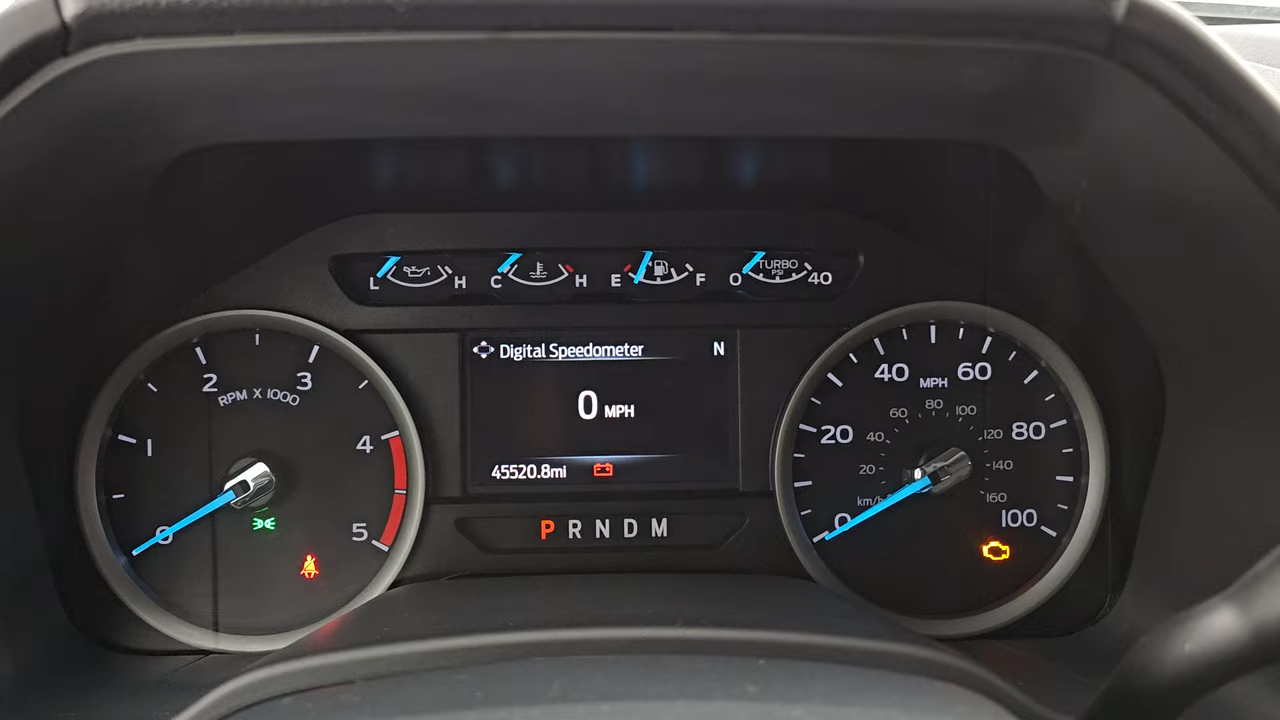 L H C H E F 0 TURBO PSI 40
Digital Speedometer N
0 MPH
45520.8mi
P R N D M
0 1 2 3 4 5
RPM X 1000
0 20 40 60 80 100
MPH
km/h 20 40 60 80 100 120 140 160